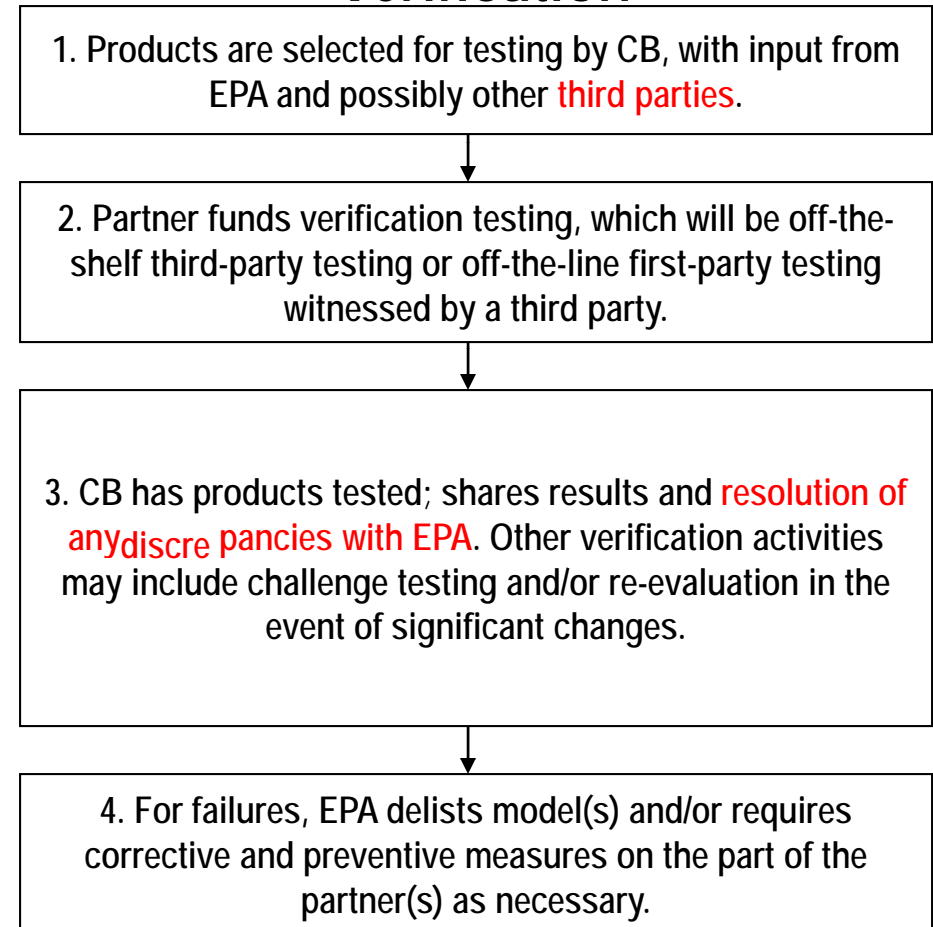 Verification
1. Products are selected for testing by CB, with input from
EPA and possibly other third parties.
2. Partner funds verification testing, which will be off-the-
shelf third-party testing or off-the-line first-party testing
witnessed by a third party.
3. CB has products tested; shares results and resolution of
any discre pancies with EPA. Other verification activities
may include challenge testing and/or re-evaluation in the
event of significant changes.
4. For failures, EPA delists model(s) and/or requires
corrective and preventive measures on the part of the
partner(s) as necessary.